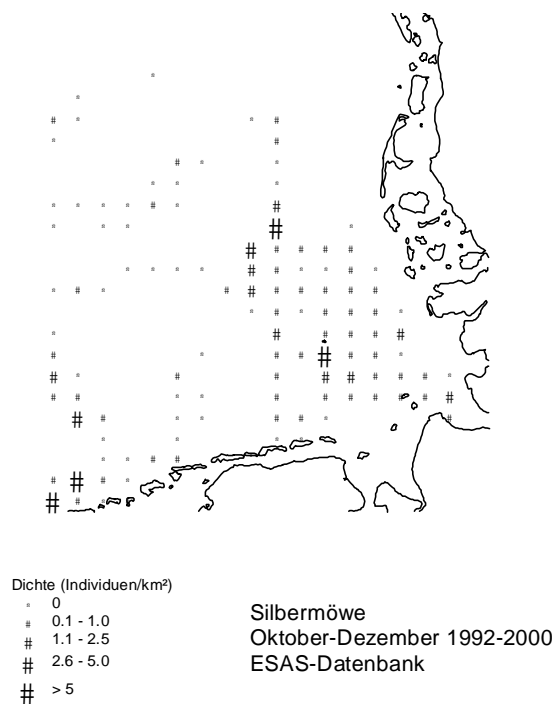 Dichte (Individuen/km²)
0
0.1 - 1.0
# 1.1 - 2.5
# 2.6 - 5.0
# > 5
Silbermöwe
Oktober-Dezember 1992-2000
ESAS-Datenbank